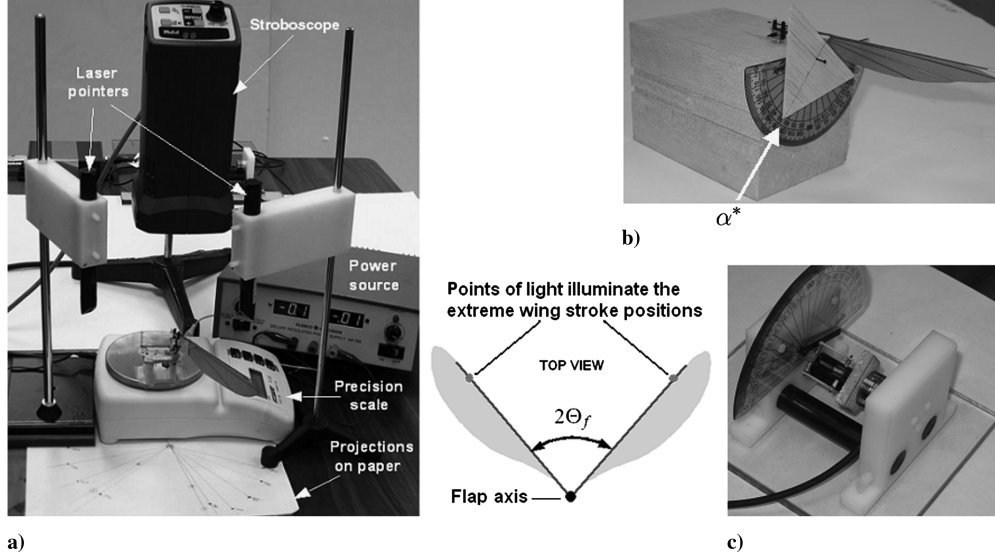 Stroboscope
Laser
pointers
Power
source
Precision
scale
Projections
on paper
a)
α*
b)
Points of light illuminate the
extreme wing stroke positions
TOP VIEW
2Θf
Flap axis
c)